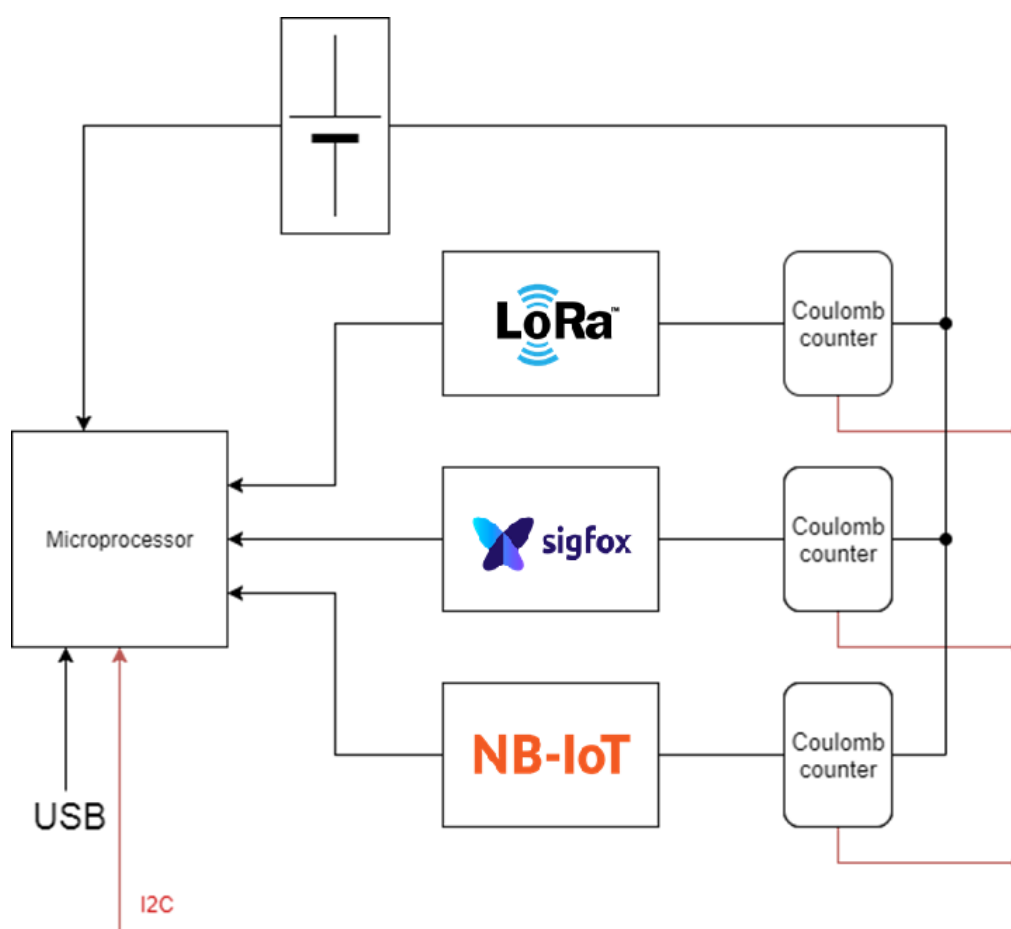 LoRa™
Coulomb
counter
Microprocessor
sigfox
Coulomb
counter
NB-IoT
Coulomb
counter
USB
I2C